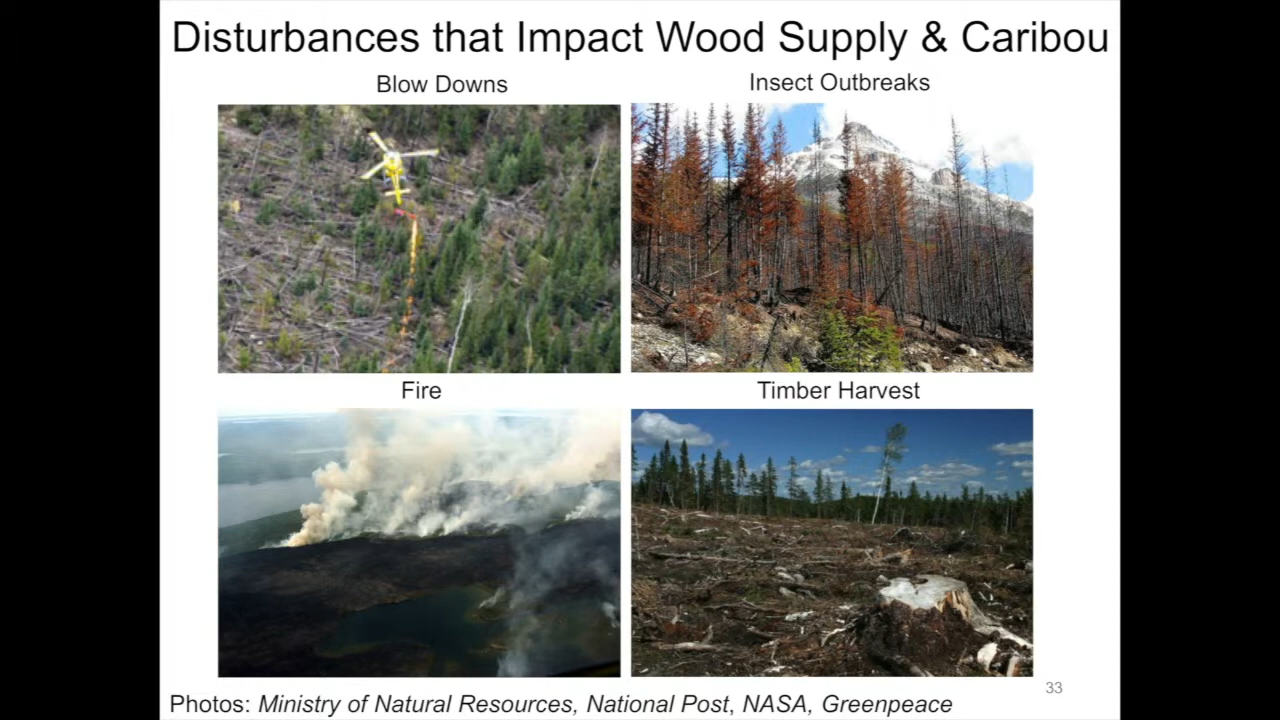 Disturbances that Impact Wood Supply & Caribou
Blow Downs
Insect Outbreaks
Fire
Timber Harvest
33
Photos: Ministry of Natural Resources, National Post, NASA, Greenpeace